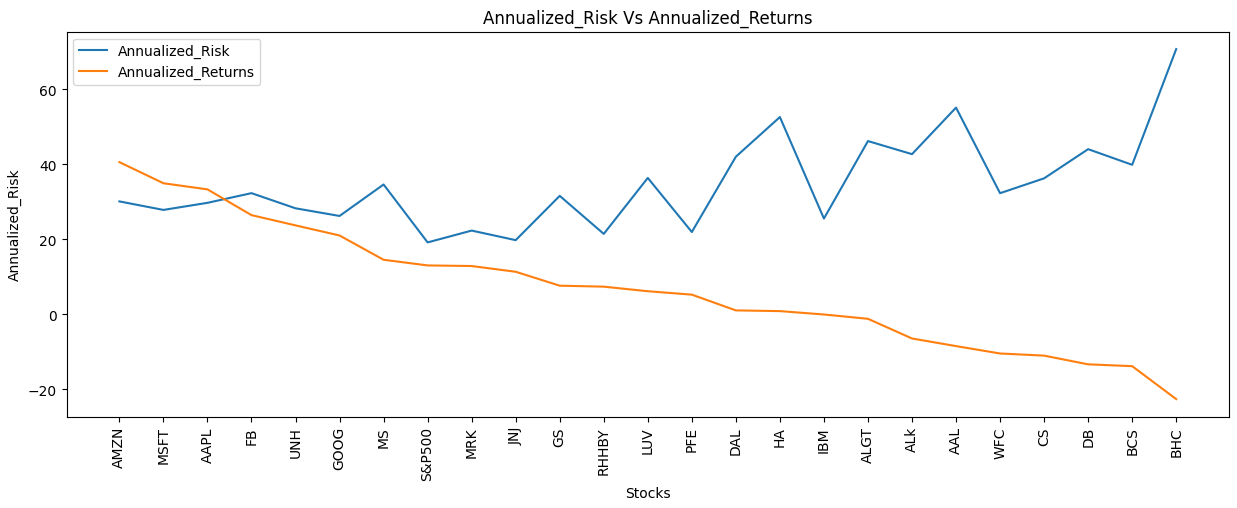 Annualized_Risk Vs Annualized_Returns
Annualized_Risk
Annualized_Returns
Annualized_Risk
60
40
20
0
−20
AMZN
MSFT
AAPL
FB
UNH
GOOG
MS
S&P500
MRK
JNJ
GS
RHHBY
LUV
PFE
DAL
HA
IBM
ALGT
ALk
AAL
WFC
CS
DB
BCS
BHC
Stocks